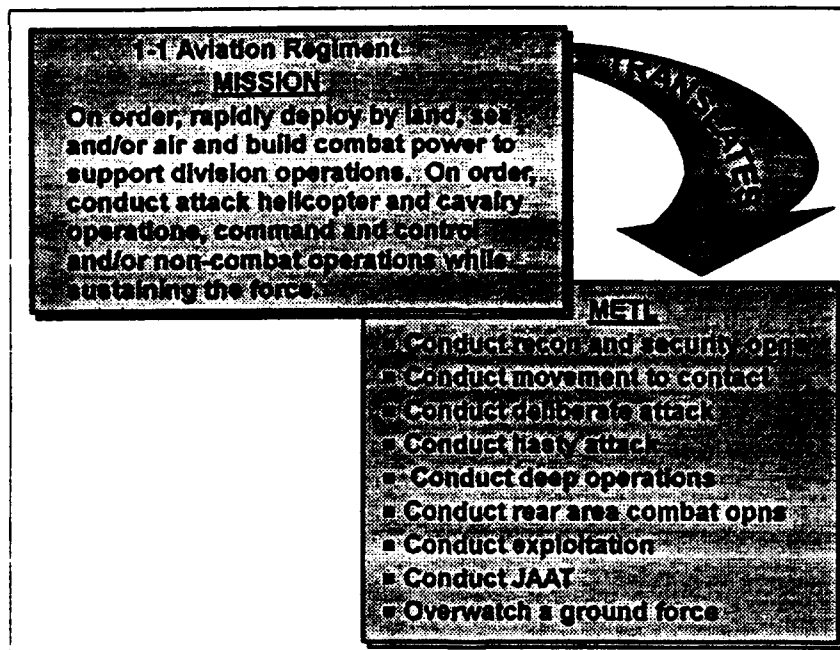 1-1 Aviation Regiment
MISSION
On order, rapidly deploy by land, sea
and/or air and build combat power to
support division operations. On order,
conduct attack helicopter and cavalry
operations, command and control
and/or non-combat operations while
sustaining the force.
TRANSLATES
METL
▪ Conduct recon and security opns
▪ Conduct movement to contact
▪ Conduct deliberate attack
▪ Conduct hasty attack
▪ Conduct deep operations
▪ Conduct rear area combat opns
▪ Conduct exploitation
▪ Conduct JAAT
▪ Overwatch a ground force